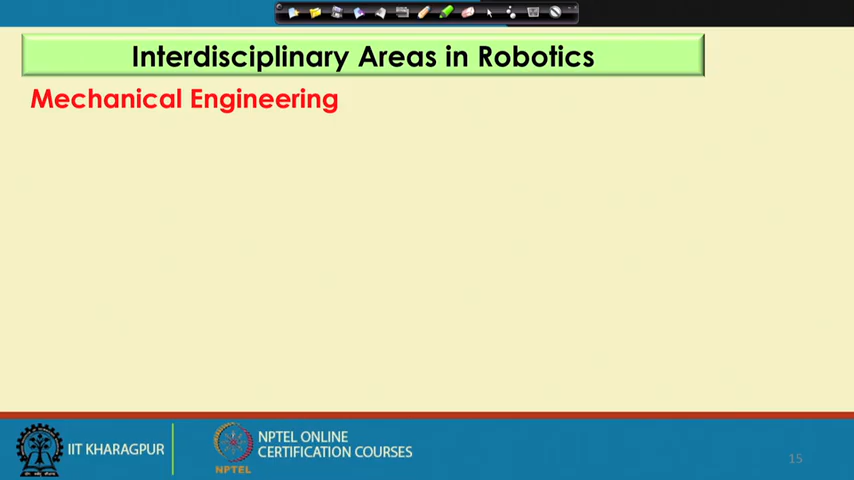 Interdisciplinary Areas in Robotics
Mechanical Engineering
IIT KHARAGPUR
NPTEL
NPTEL ONLINE
CERTIFICATION COURSES
15